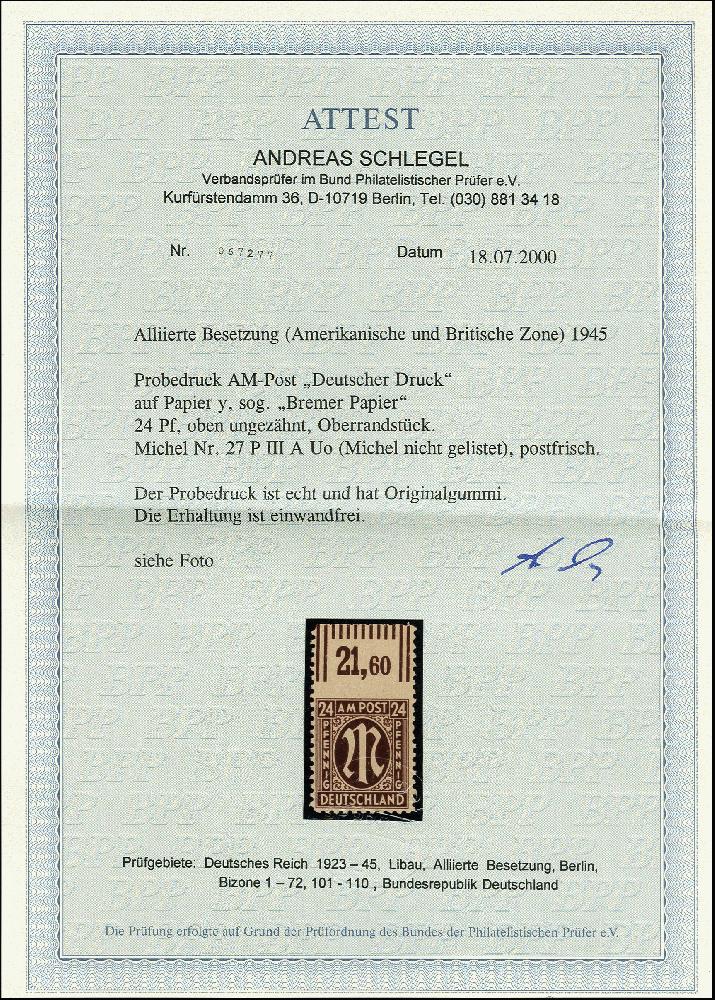 ATTEST
ANDREAS SCHLEGEL
Verbandsprüfer im Bund Philatelistischer Prüfer e.V.
Kurfürstendamm 36, D-10719 Berlin, Tel. (030) 881 34 18
Nr. 067277 Datum 18.07.2000
Alliierte Besetzung (Amerikanische und Britische Zone) 1945
Probedruck AM-Post „Deutscher Druck“
auf Papier y, sog. „Bremer Papier“
24 Pf, oben ungezähnt, Oberrandstück.
Michel Nr. 27 P III A Uo (Michel nicht gelistet), postfrisch.
Der Probedruck ist echt und hat Originalgummi.
Die Erhaltung ist einwandfrei.
siehe Foto
21,60
24 AM POST 24
PFENNIG M PFENNIG
DEUTSCHLAND
Prüfgebiete: Deutsches Reich 1923 – 45, Libau, Alliierte Besetzung, Berlin,
Bizone 1 – 72, 101 - 110 , Bundesrepublik Deutschland
Die Prüfung erfolgte auf Grund der Prüfordnung des Bundes der Philatelistischen Prüfer e.V.